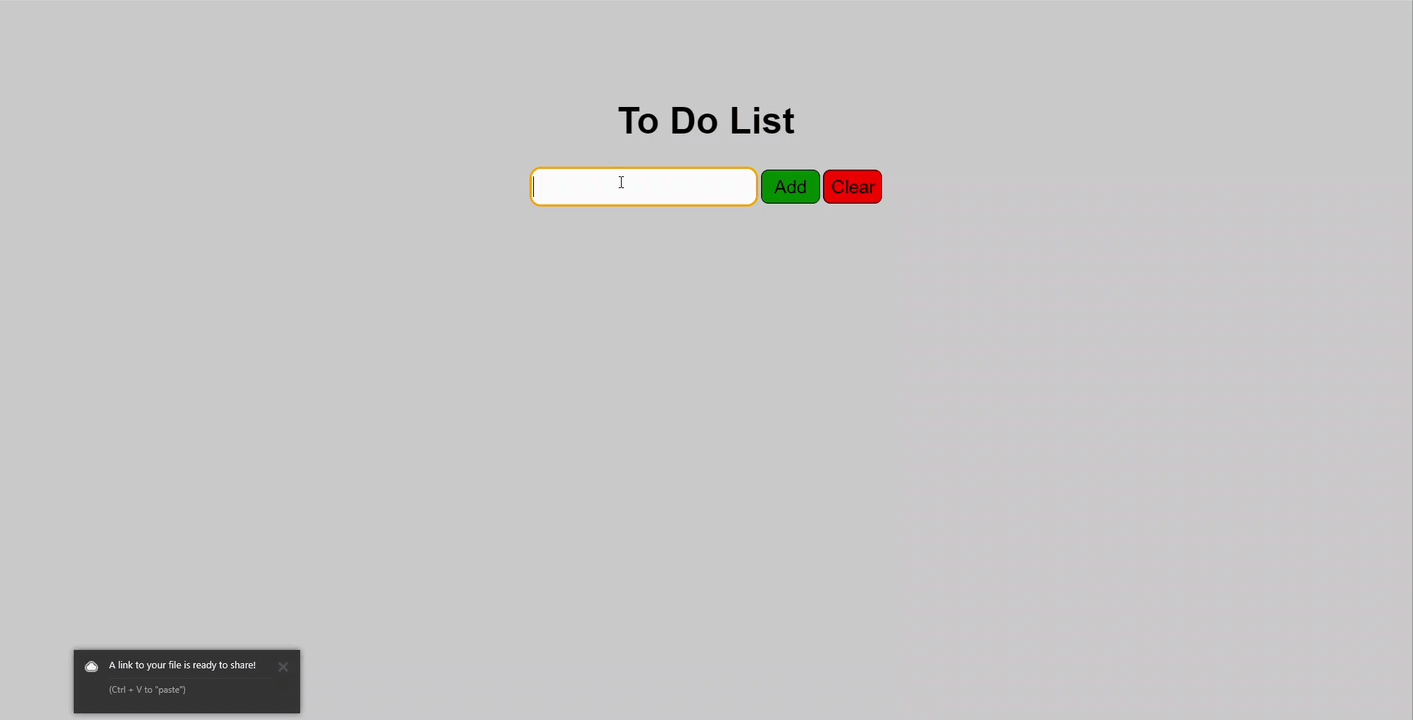 To Do List
Add Clear
A link to your file is ready to share!
(Ctrl + V to "paste")